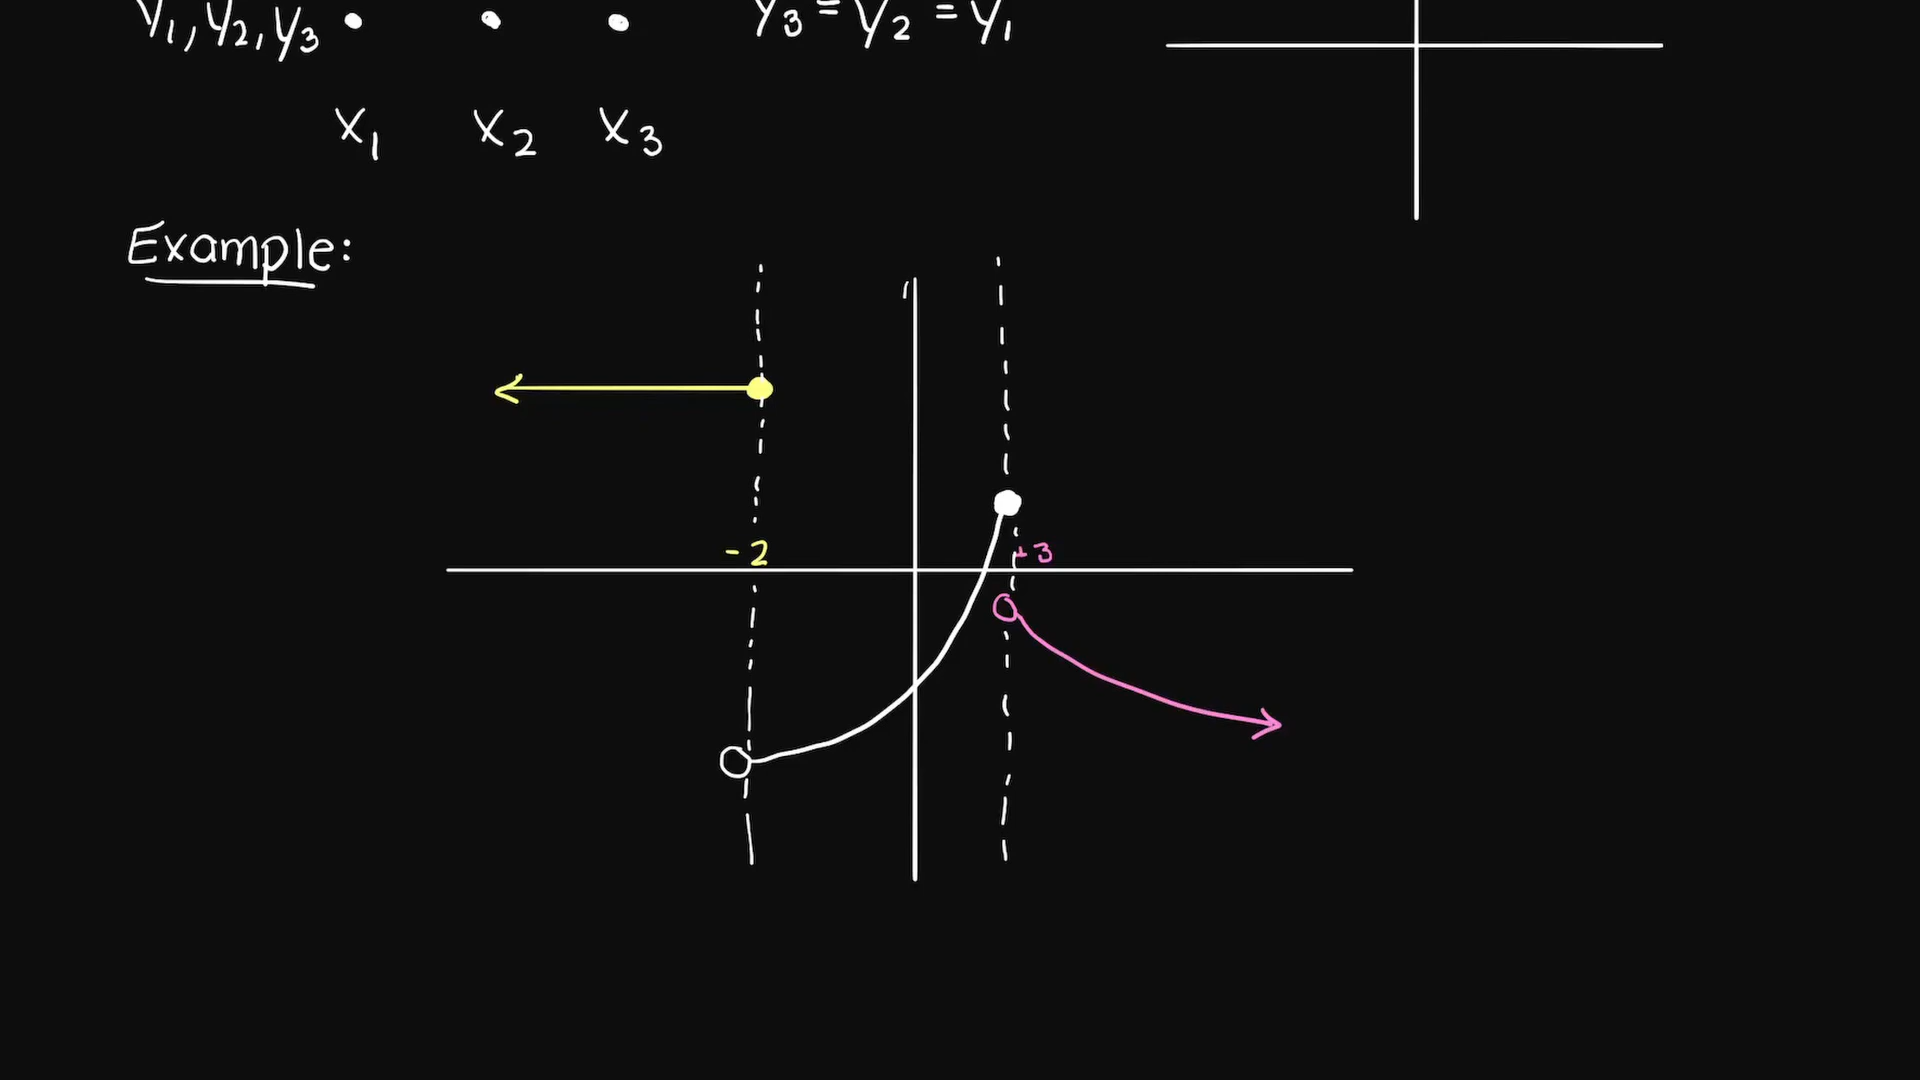 y₁, y₂, y₃ • • • y₃ = y₂ = y₁
x₁ x₂ x₃
Example:
-2
+3